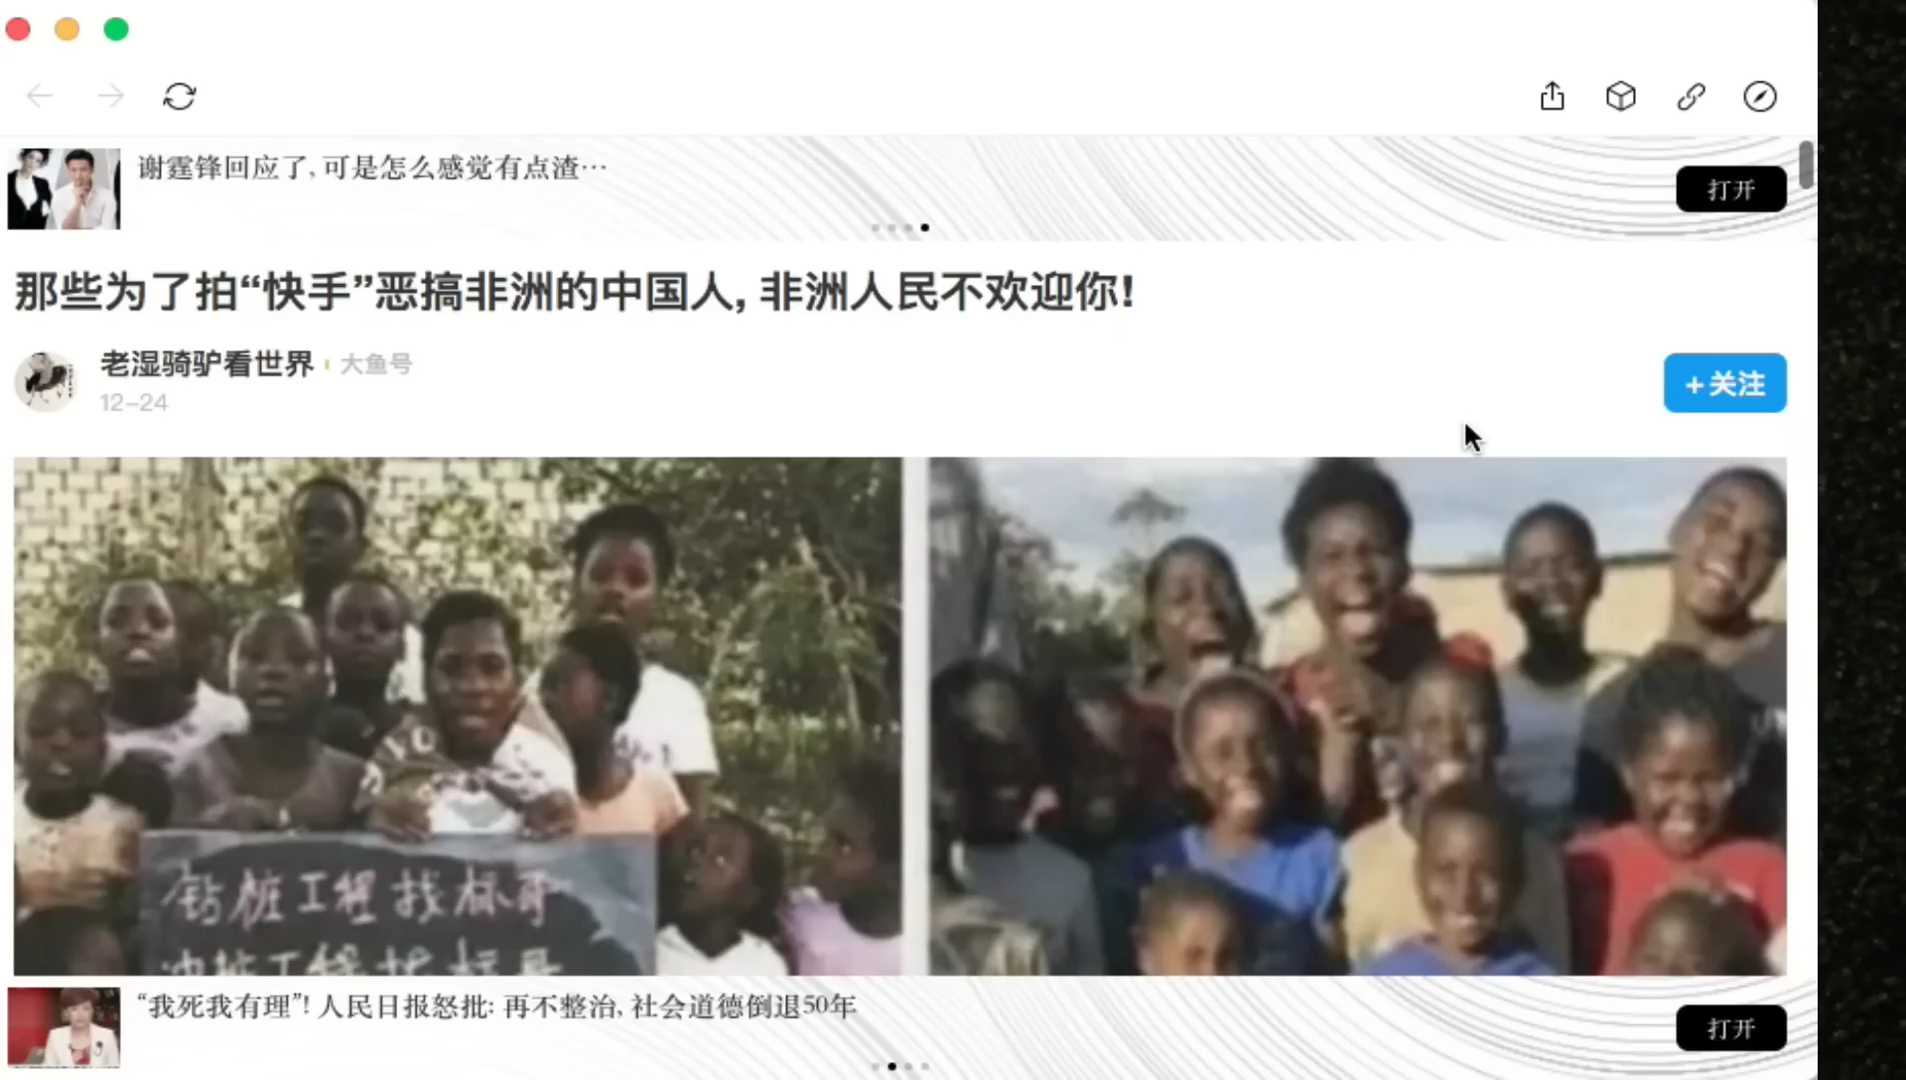 谢霆锋回应了,可是怎么感觉有点渣…
打开
那些为了拍“快手”恶搞非洲的中国人,非洲人民不欢迎你!
老湿骑驴看世界
大鱼号
12-24
+关注
钻桩工程找标哥
“我死我有理”!人民日报怒批:再不整治,社会道德倒退50年
打开